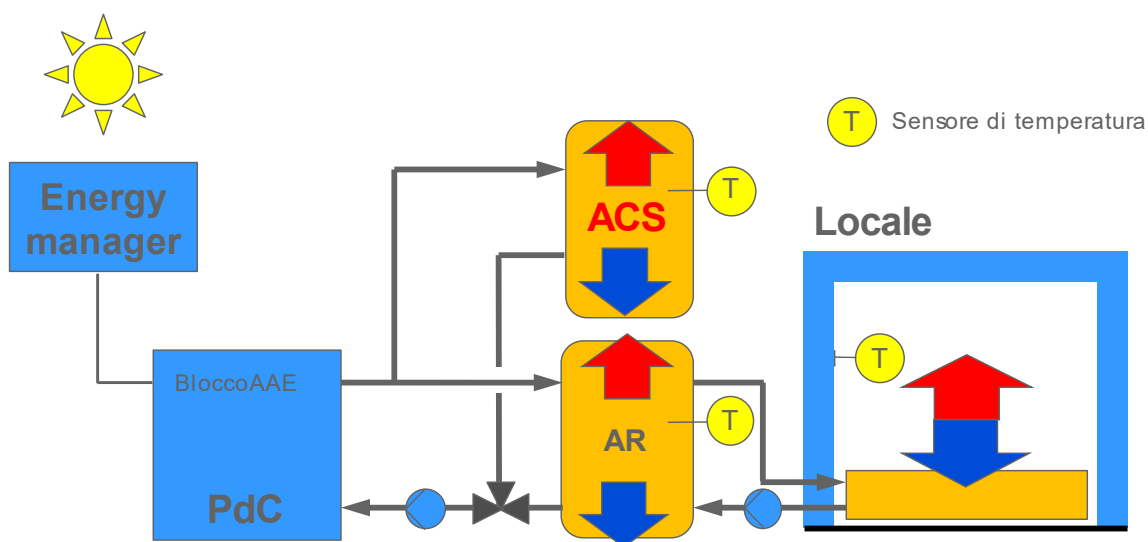 T Sensore di temperatura
T
Energy
manager
ACS
Locale
T
BloccoAAE
T
AR
PdC